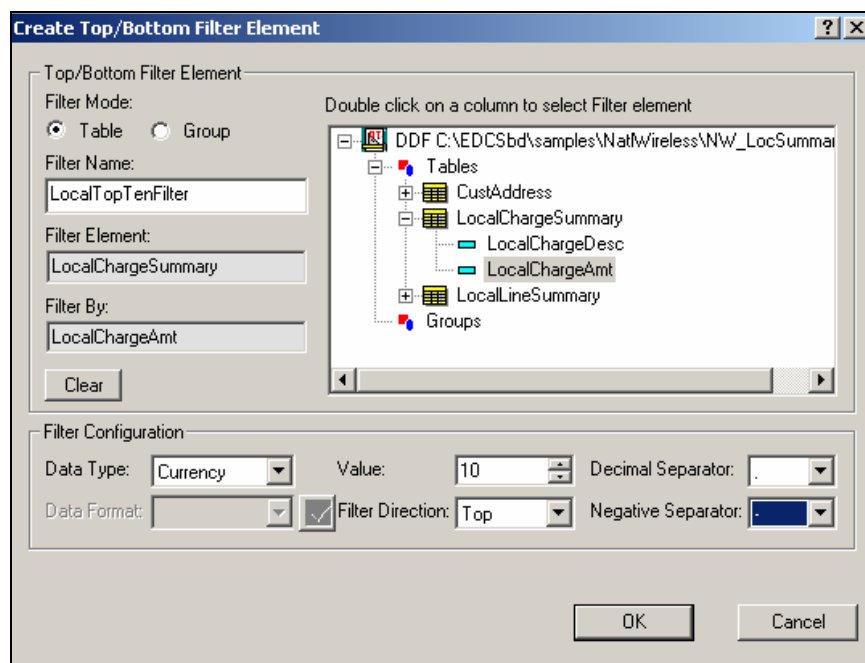 Create Top/Bottom Filter Element
Top/Bottom Filter Element
Filter Mode:
Table Group
Filter Name:
LocalTopTenFilter
Filter Element:
LocalChargeSummary
Filter By:
LocalChargeAmt
Clear
Double click on a column to select Filter element
DDF C:\EDCSbd\samples\NatlWireless\NW_LocSummar
Tables
CustAddress
LocalChargeSummary
LocalChargeDesc
LocalChargeAmt
LocalLineSummary
Groups
Filter Configuration
Data Type: Currency Value: 10 Decimal Separator: .
Data Format: Filter Direction: Top Negative Separator: -
OK Cancel